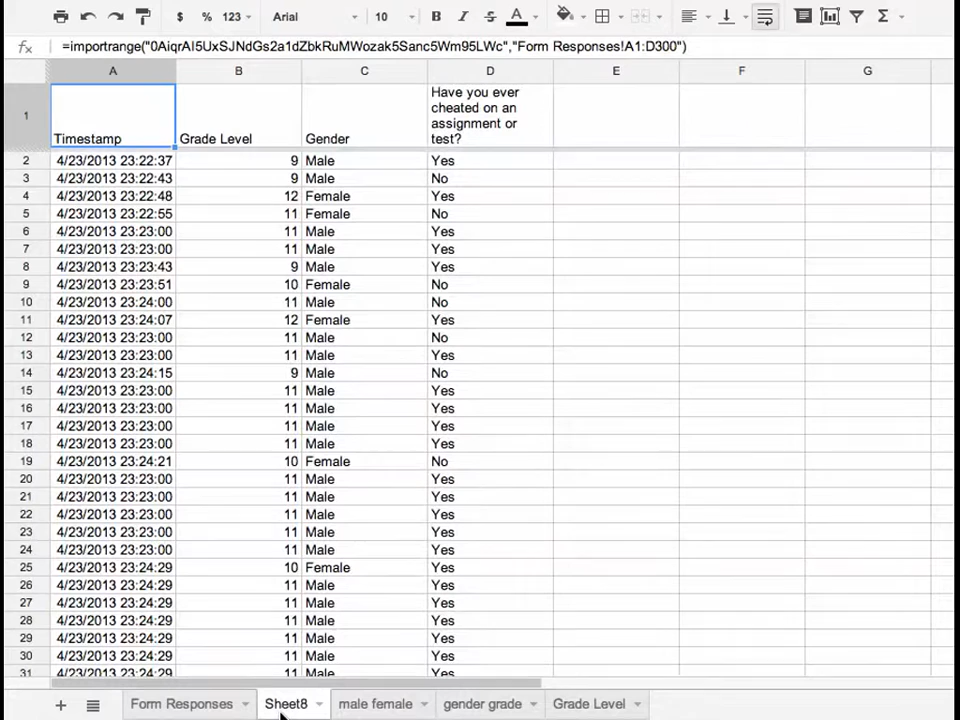 $ % 123 Arial 10 B I S A Σ
fx =importrange("0AiqrAI5UxSJNdGs2a1dZbkRuMWozak5Sanc5Wm95LWc","Form Responses!A1:D300")
A B C D E F G
1 Timestamp Grade Level Gender Have you ever
cheated on an
assignment or
test?
2 4/23/2013 23:22:37 9 Male Yes
3 4/23/2013 23:22:43 9 Male No
4 4/23/2013 23:22:48 12 Female Yes
5 4/23/2013 23:22:55 11 Female No
6 4/23/2013 23:23:00 11 Male Yes
7 4/23/2013 23:23:00 11 Male Yes
8 4/23/2013 23:23:43 9 Male Yes
9 4/23/2013 23:23:51 10 Female No
10 4/23/2013 23:24:00 11 Male No
11 4/23/2013 23:24:07 12 Female Yes
12 4/23/2013 23:23:00 11 Male No
13 4/23/2013 23:23:00 11 Male Yes
14 4/23/2013 23:24:15 9 Male No
15 4/23/2013 23:23:00 11 Male Yes
16 4/23/2013 23:23:00 11 Male Yes
17 4/23/2013 23:23:00 11 Male Yes
18 4/23/2013 23:23:00 11 Male Yes
19 4/23/2013 23:24:21 10 Female No
20 4/23/2013 23:23:00 11 Male Yes
21 4/23/2013 23:23:00 11 Male Yes
22 4/23/2013 23:23:00 11 Male Yes
23 4/23/2013 23:23:00 11 Male Yes
24 4/23/2013 23:23:00 11 Male Yes
25 4/23/2013 23:24:29 10 Female Yes
26 4/23/2013 23:24:29 11 Male Yes
27 4/23/2013 23:24:29 11 Male Yes
28 4/23/2013 23:24:29 11 Male Yes
29 4/23/2013 23:24:29 11 Male Yes
30 4/23/2013 23:24:29 11 Male Yes
31 4/23/2013 23:24:29 11 Male Yes
Form Responses Sheet8 male female gender grade Grade Level